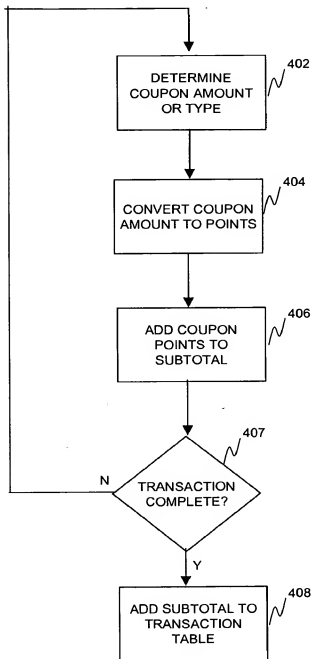 DETERMINE
COUPON AMOUNT
OR TYPE
402
CONVERT COUPON
AMOUNT TO POINTS
404
ADD COUPON
POINTS TO
SUBTOTAL
406
407
TRANSACTION
COMPLETE?
N
Y
ADD SUBTOTAL TO
TRANSACTION
TABLE
408